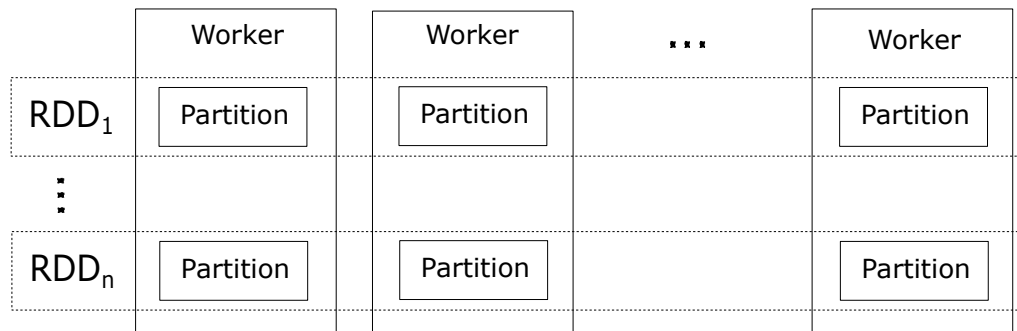 Worker Worker ... Worker
RDD₁ Partition Partition Partition
⋮
RDDₙ Partition Partition Partition